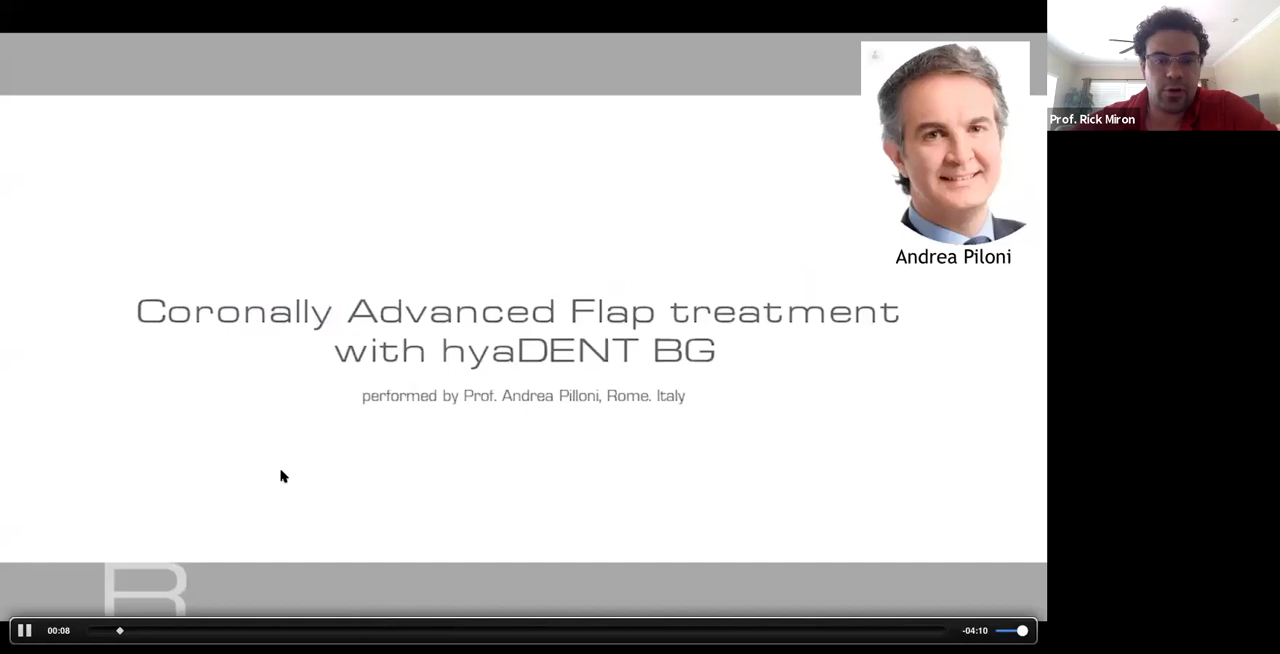 Prof. Rick Miron
Andrea Piloni
Coronally Advanced Flap treatment
with hyaDENT BG
performed by Prof. Andrea Pilloni, Rome. Italy
B
00:08
-04:10